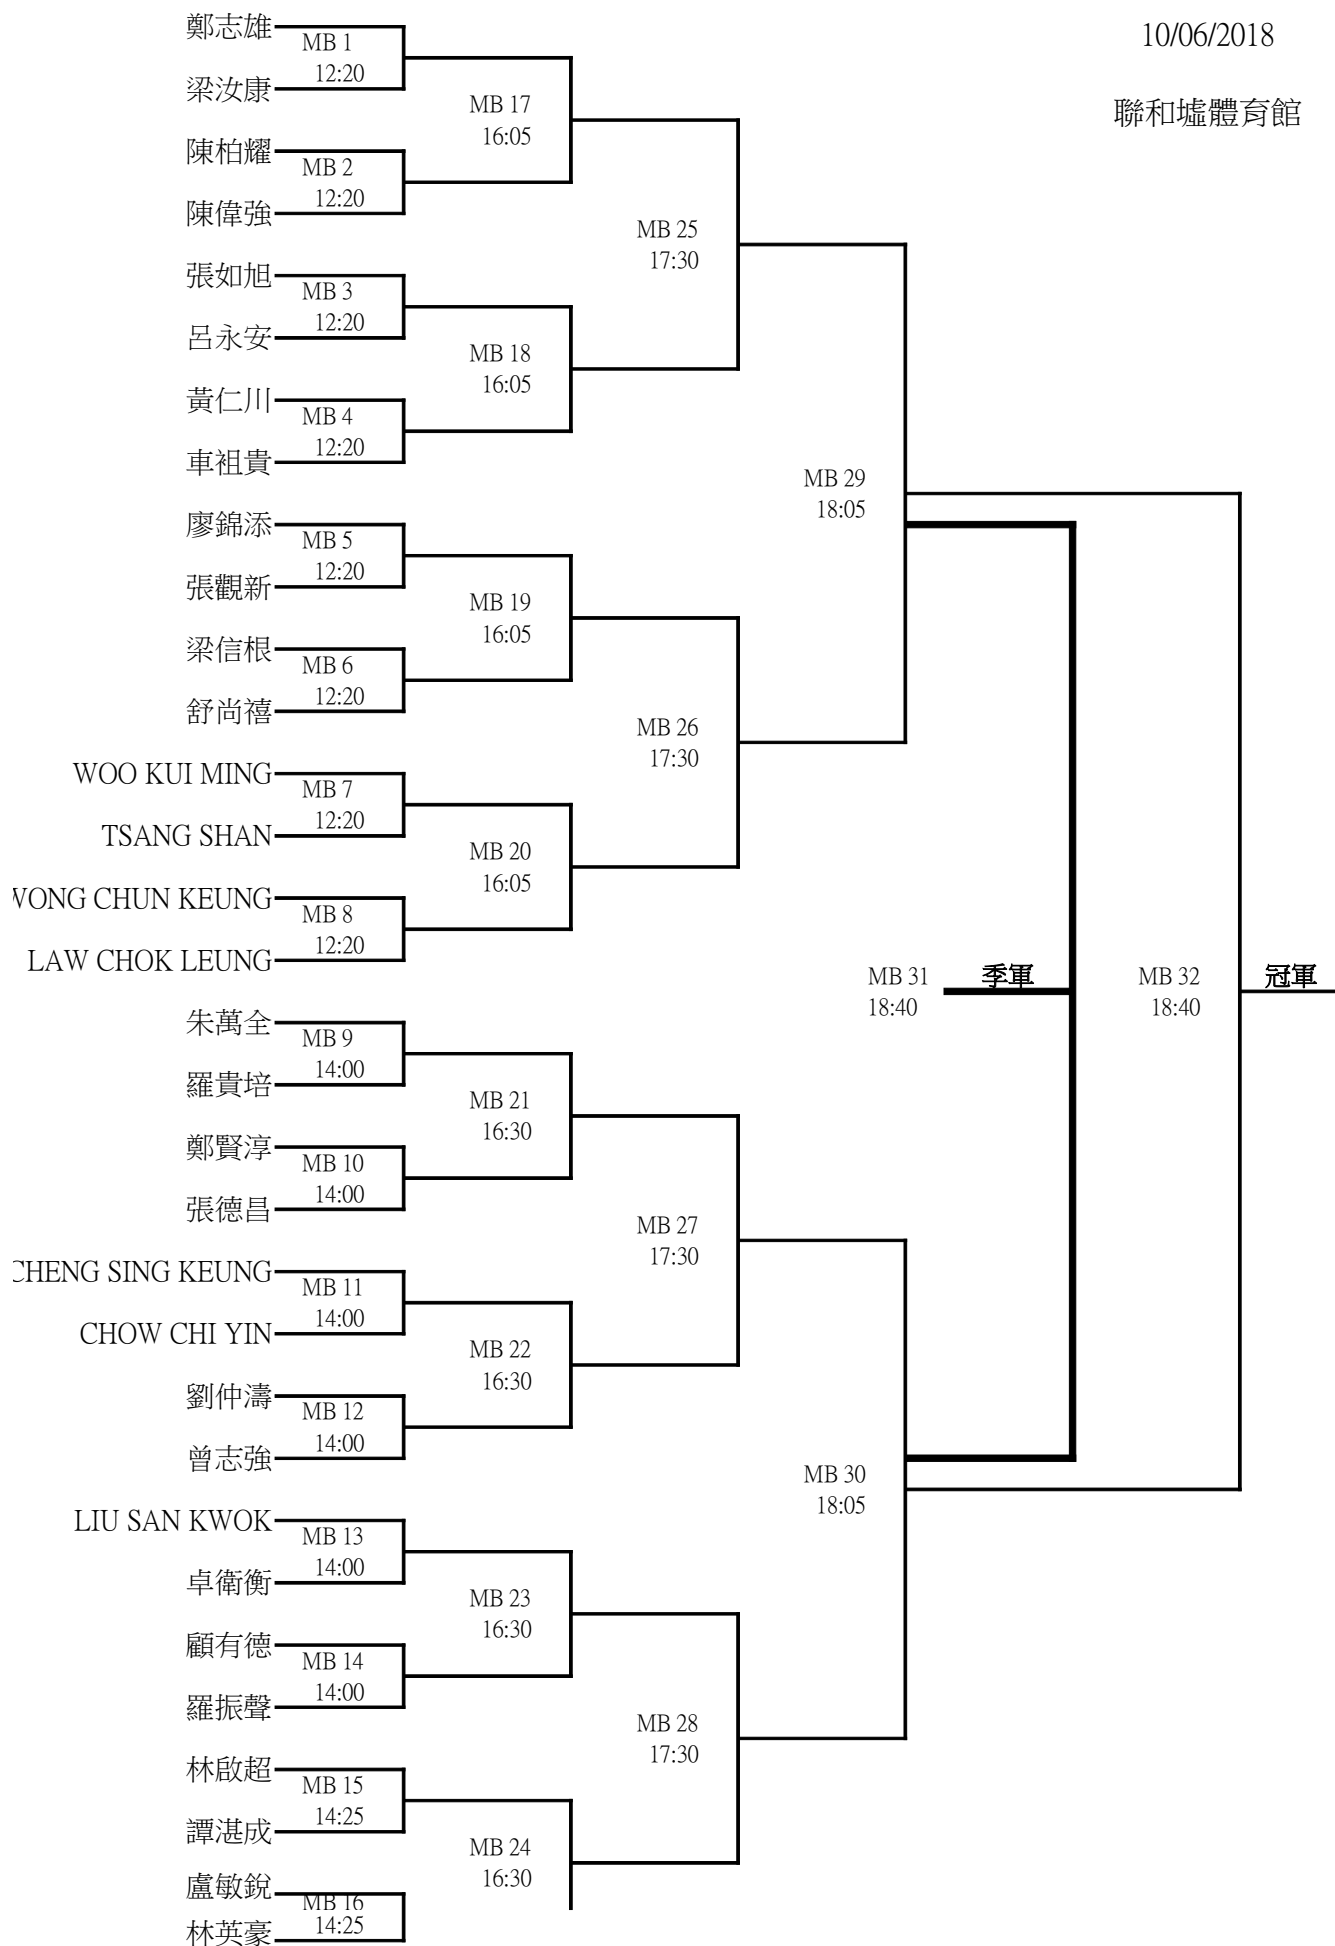 10/06/2018
聯和墟體育館
鄭志雄
MB 1
12:20
梁汝康
MB 17
16:05
陳柏耀
MB 2
12:20
陳偉強
MB 25
17:30
張如旭
MB 3
12:20
呂永安
MB 18
16:05
黃仁川
MB 4
12:20
車祖貴
MB 29
18:05
廖錦添
MB 5
12:20
張觀新
MB 19
16:05
梁信根
MB 6
12:20
舒尚禧
MB 26
17:30
WOO KUI MING
MB 7
12:20
TSANG SHAN
MB 20
16:05
WONG CHUN KEUNG
MB 8
12:20
LAW CHOK LEUNG
MB 31
18:40
季軍
MB 32
18:40
冠軍
朱萬全
MB 9
14:00
羅貴培
MB 21
16:30
鄭賢淳
MB 10
14:00
張德昌
MB 27
17:30
CHENG SING KEUNG
MB 11
14:00
CHOW CHI YIN
MB 22
16:30
劉仲濤
MB 12
14:00
曾志強
MB 30
18:05
LIU SAN KWOK
MB 13
14:00
卓衛衡
MB 23
16:30
顧有德
MB 14
14:00
羅振聲
MB 28
17:30
林啟超
MB 15
14:25
譚湛成
MB 24
16:30
盧敏銳
MB 16
14:25
林英豪